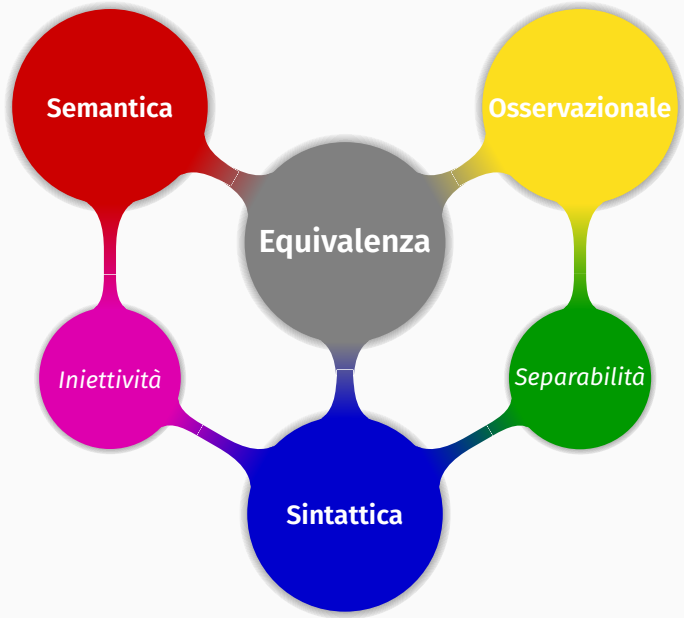 Semantica
Osservazionale
Equivalenza
Iniettività
Separabilità
Sintattica